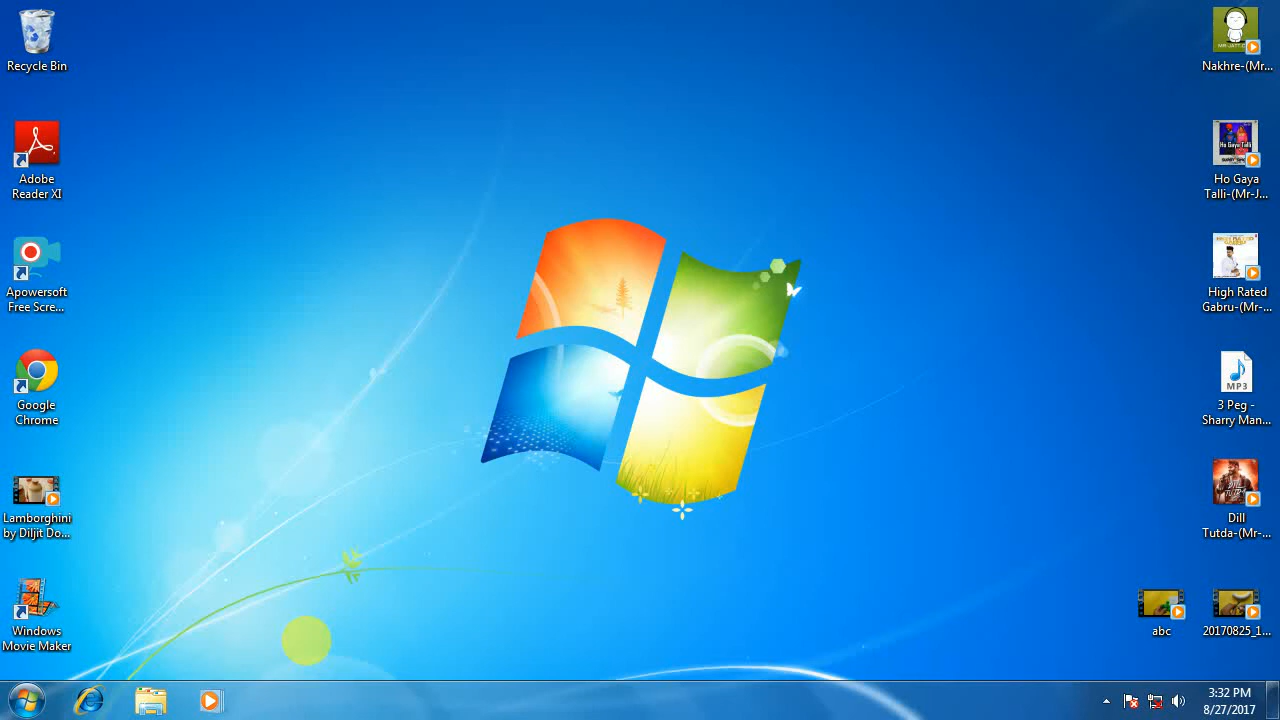 Recycle Bin
Adobe
Reader XI
Apowersoft
Free Scre...
Google
Chrome
Lamborghini
by Diljit Do...
Windows
Movie Maker
Nakhre-(Mr...
Ho Gaya
Talli-(Mr-J...
High Rated
Gabru-(Mr-...
MP3
3 Peg -
Sharry Man...
Dill
Tutda-(Mr-...
abc
20170825_1...
3:32 PM
8/27/2017